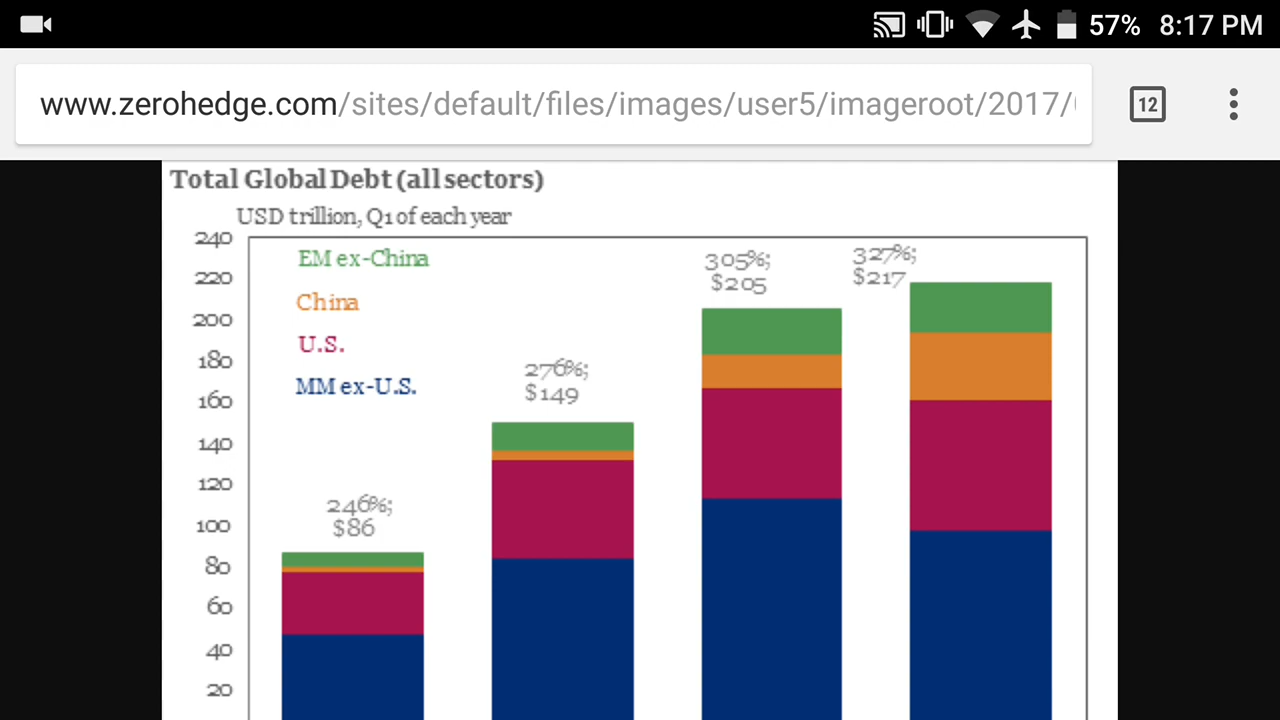 57% 8:17 PM
www.zerohedge.com/sites/default/files/images/user5/imageroot/2017/
12
Total Global Debt (all sectors)
USD trillion, Q1 of each year
240
220
200
180
160
140
120
100
80
60
40
20
EM ex-China
China
U.S.
MM ex-U.S.
246%;
$86
276%;
$149
305%;
$205
327%;
$217